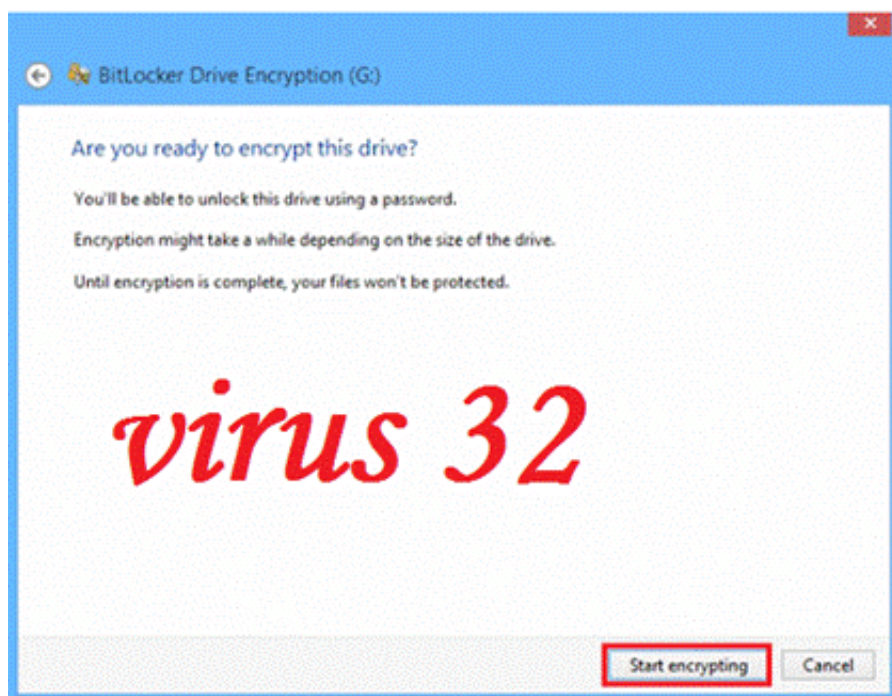 BitLocker Drive Encryption (G:)
Are you ready to encrypt this drive?
You'll be able to unlock this drive using a password.
Encryption might take a while depending on the size of the drive.
Until encryption is complete, your files won't be protected.
virus 32
Start encrypting
Cancel